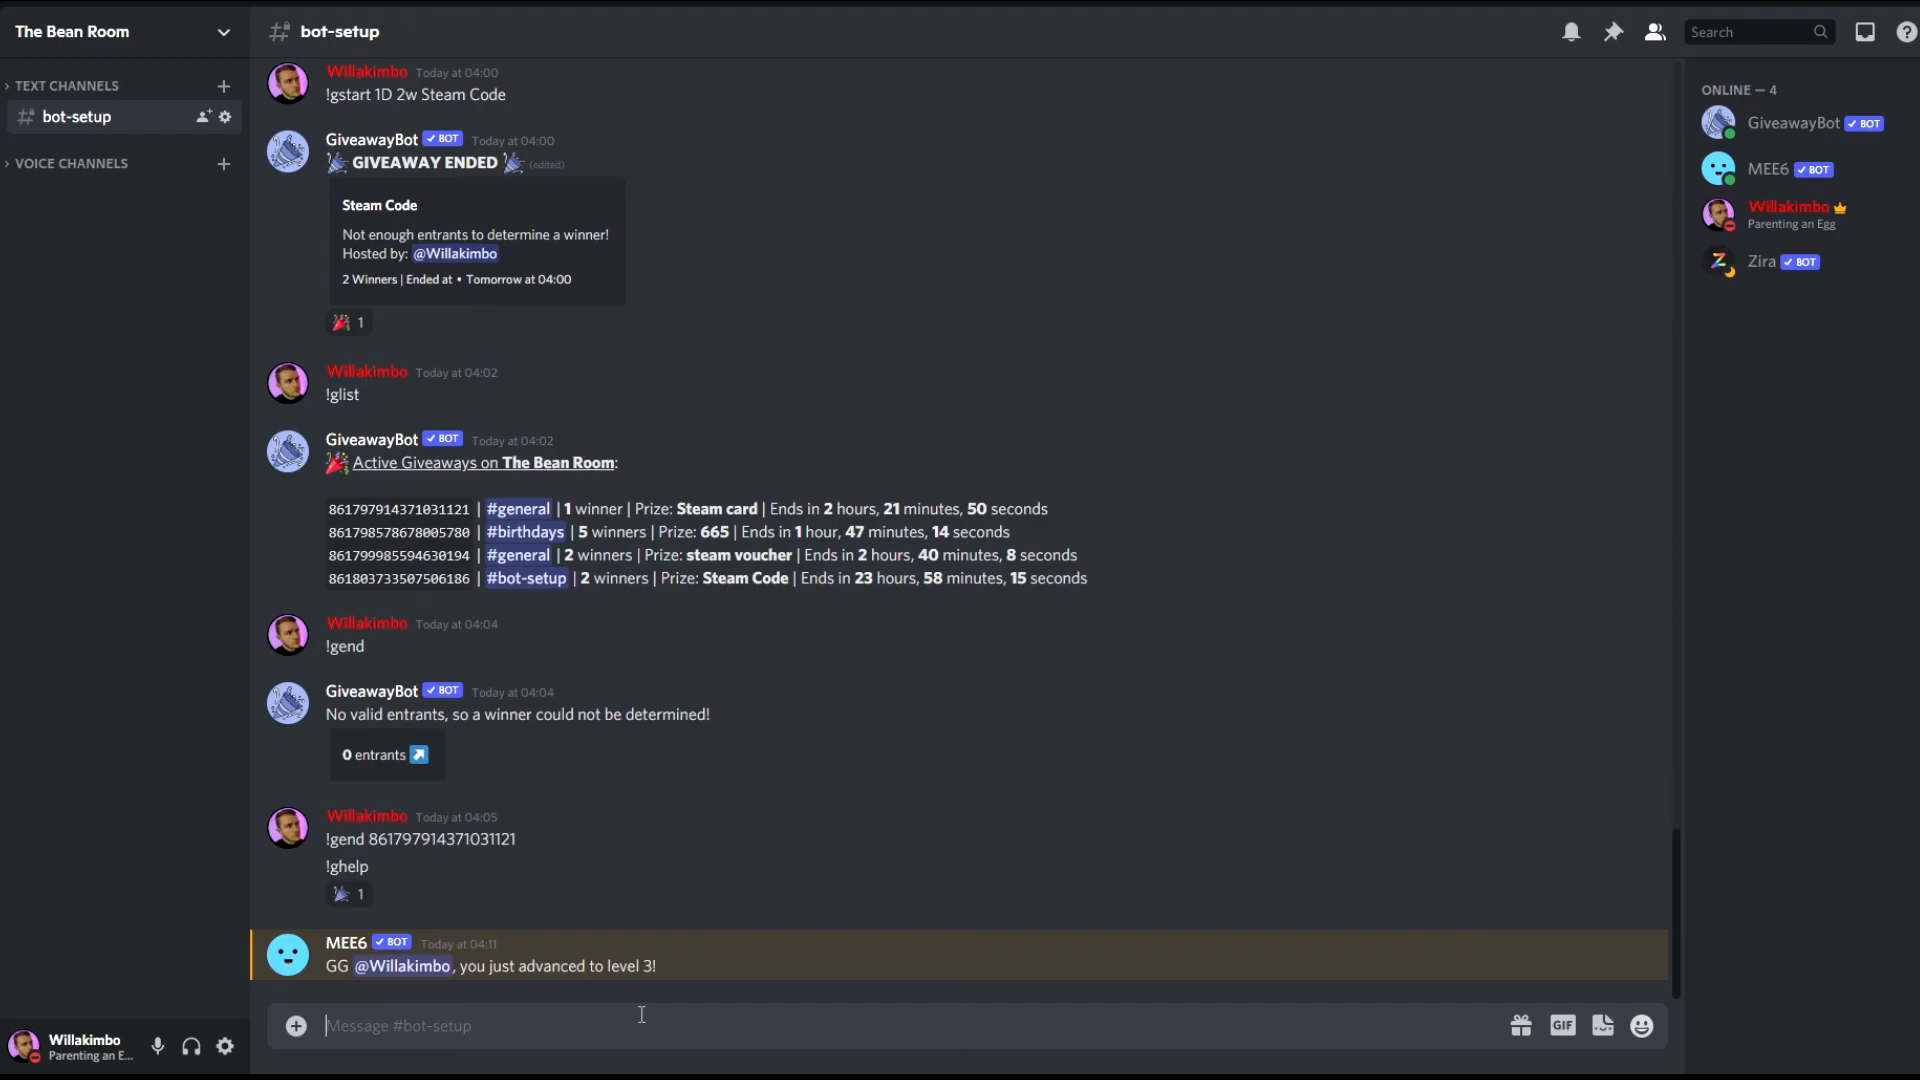 The Bean Room
TEXT CHANNELS
bot-setup
VOICE CHANNELS
Willakimbo
Parenting an E...
bot-setup
Search
Willakimbo Today at 04:00
!gstart 1D 2w Steam Code
GiveawayBot BOT Today at 04:00
GIVEAWAY ENDED (edited)
Steam Code
Not enough entrants to determine a winner!
Hosted by: @Willakimbo
2 Winners | Ended at • Tomorrow at 04:00
1
Willakimbo Today at 04:02
!glist
GiveawayBot BOT Today at 04:02
Active Giveaways on The Bean Room:
861797914371031121 | #general | 1 winner | Prize: Steam card | Ends in 2 hours, 21 minutes, 50 seconds
861798578678005780 | #birthdays | 5 winners | Prize: 665 | Ends in 1 hour, 47 minutes, 14 seconds
861799985594630194 | #general | 2 winners | Prize: steam voucher | Ends in 2 hours, 40 minutes, 8 seconds
861803733507506186 | #bot-setup | 2 winners | Prize: Steam Code | Ends in 23 hours, 58 minutes, 15 seconds
Willakimbo Today at 04:04
!gend
GiveawayBot BOT Today at 04:04
No valid entrants, so a winner could not be determined!
0 entrants
Willakimbo Today at 04:05
!gend 861797914371031121
!ghelp
1
MEE6 BOT Today at 04:11
GG @Willakimbo, you just advanced to level 3!
Message #bot-setup
GIF
ONLINE — 4
GiveawayBot BOT
MEE6 BOT
Willakimbo
Parenting an Egg
Zira BOT